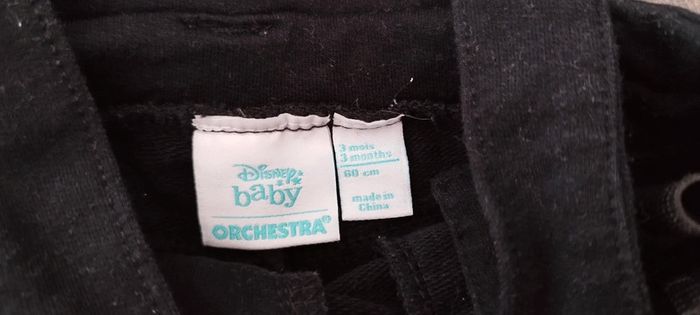 Disney
baby
ORCHESTRA®
3 mois
3 months
60 cm
made in
China